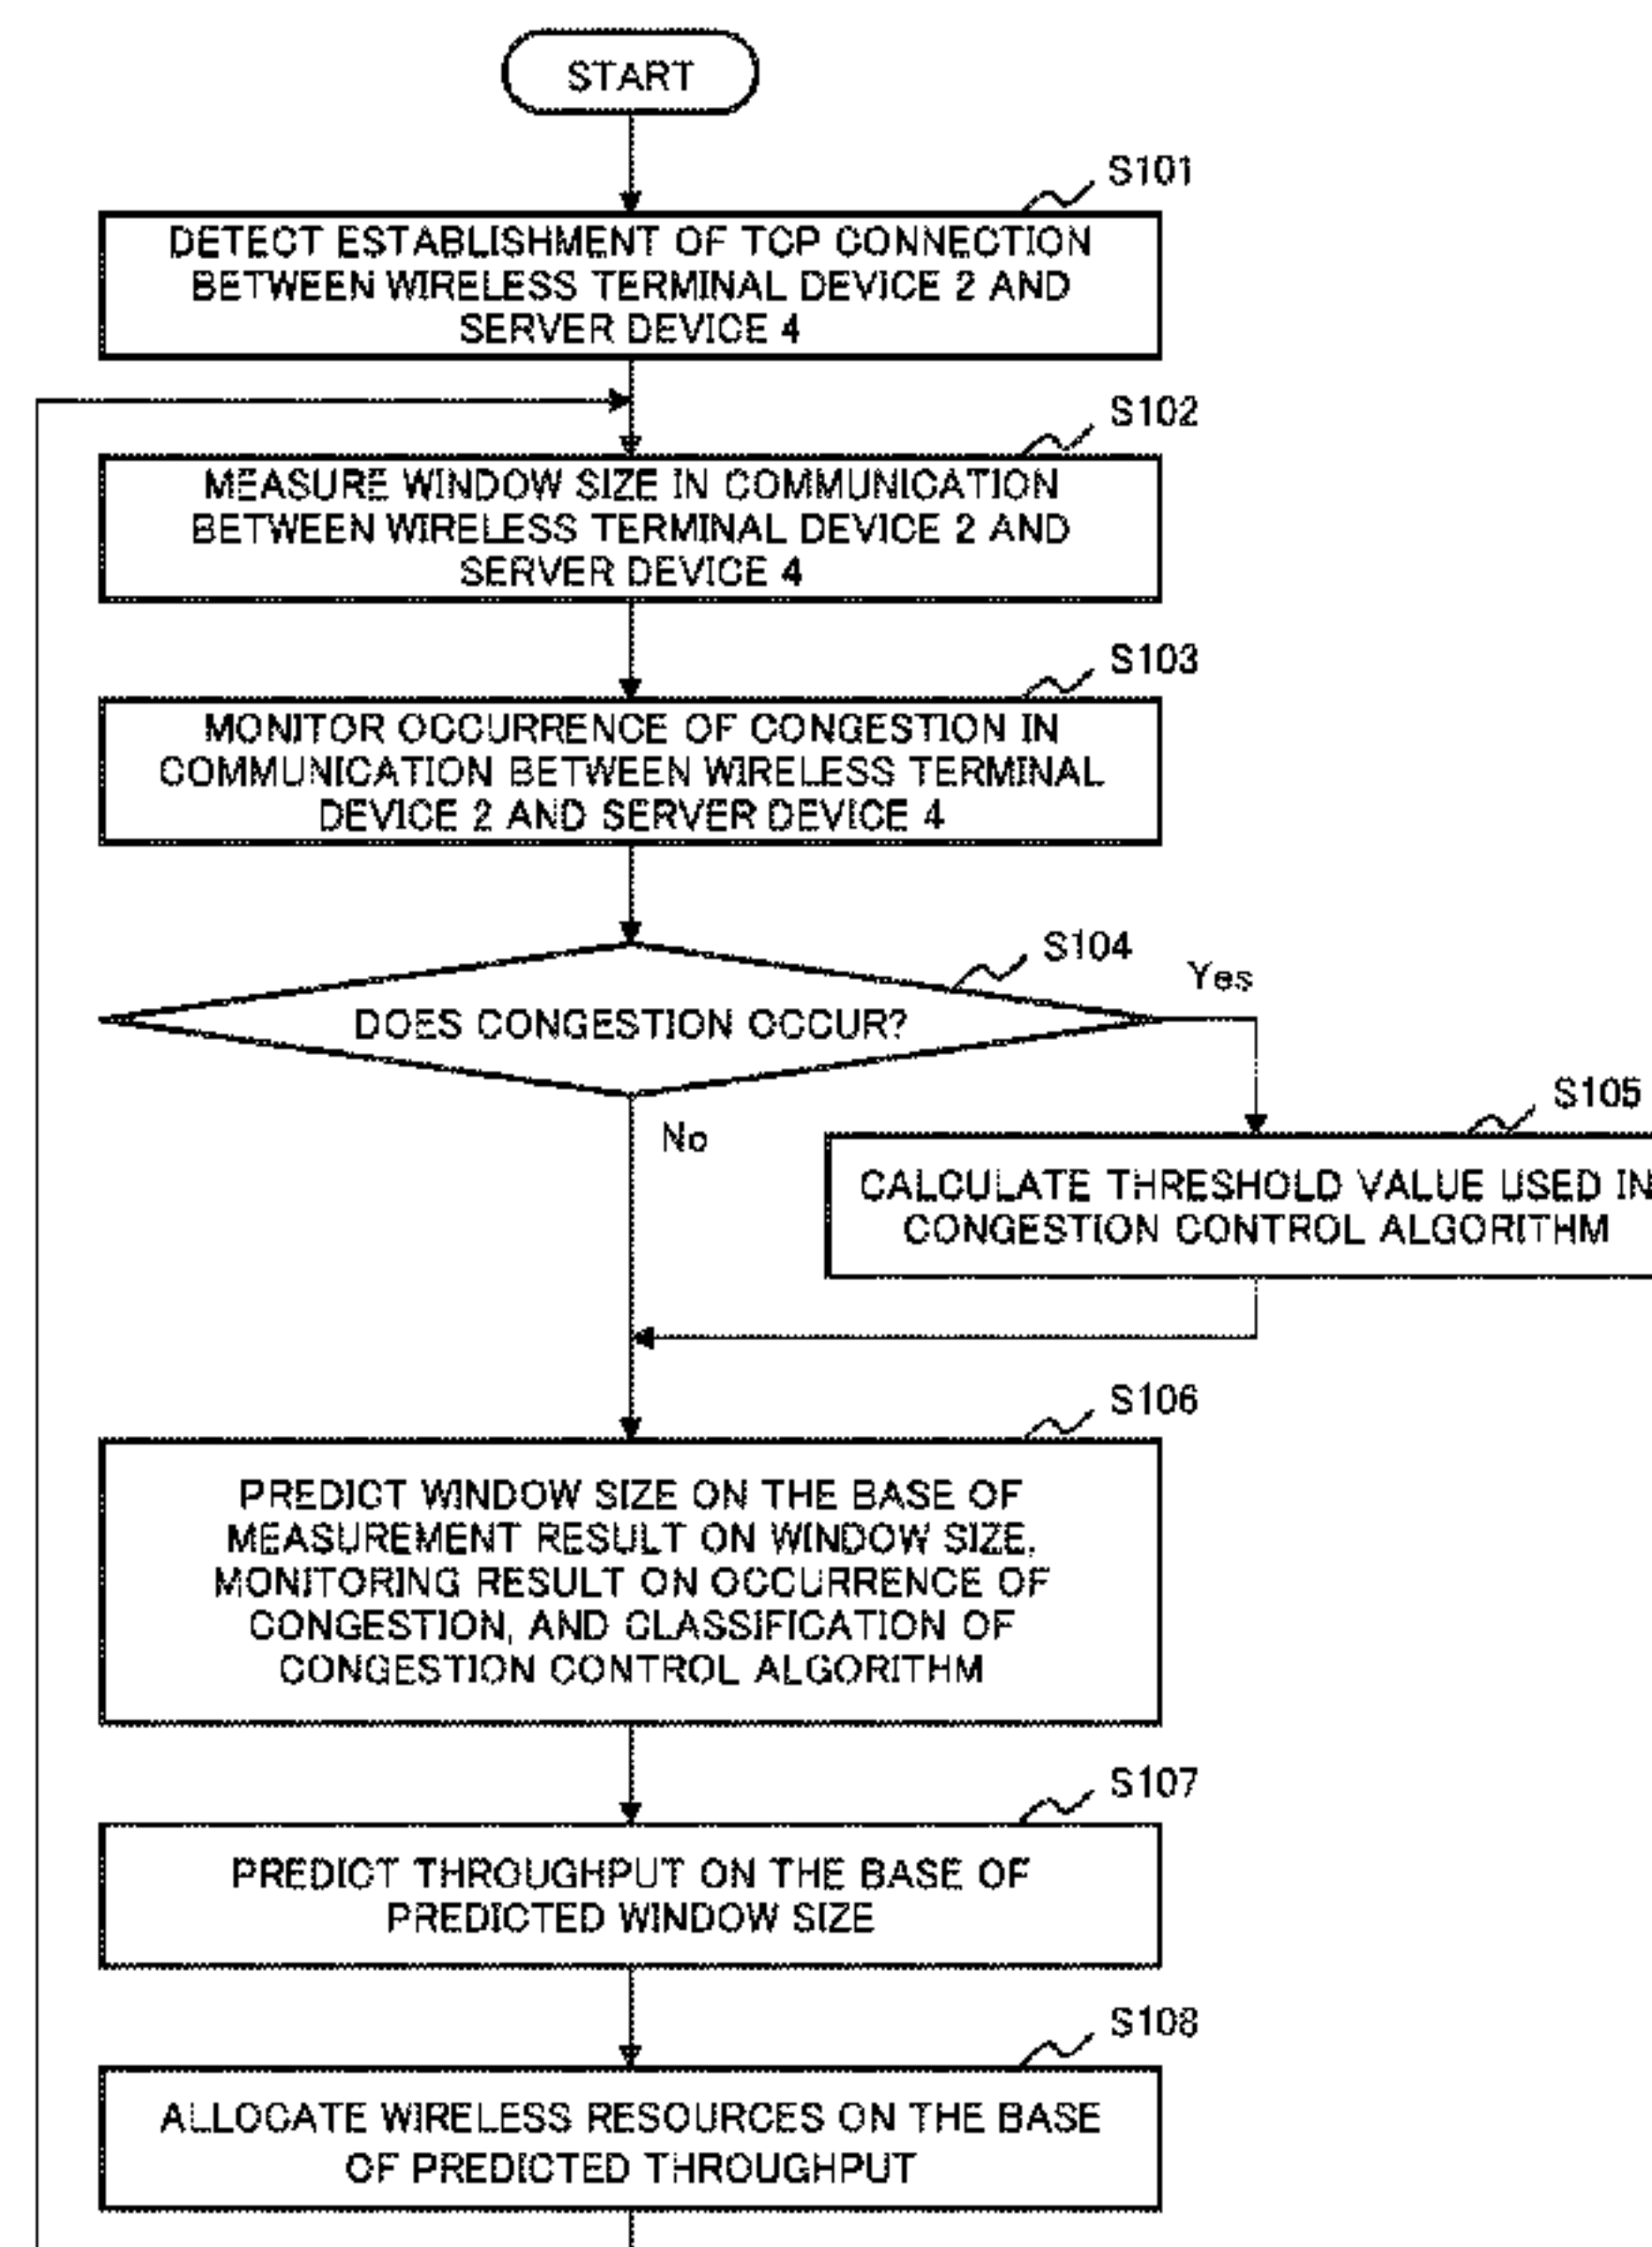 START
S101
DETECT ESTABLISHMENT OF TCP CONNECTION
BETWEEN WIRELESS TERMINAL DEVICE 2 AND
SERVER DEVICE 4
S102
MEASURE WINDOW SIZE IN COMMUNICATION
BETWEEN WIRELESS TERMINAL DEVICE 2 AND
SERVER DEVICE 4
S103
MONITOR OCCURRENCE OF CONGESTION IN
COMMUNICATION BETWEEN WIRELESS TERMINAL
DEVICE 2 AND SERVER DEVICE 4
S104
Yes
DOES CONGESTION OCCUR?
No
S105
CALCULATE THRESHOLD VALUE USED IN
CONGESTION CONTROL ALGORITHM
S106
PREDICT WINDOW SIZE ON THE BASE OF
MEASUREMENT RESULT ON WINDOW SIZE,
MONITORING RESULT ON OCCURRENCE OF
CONGESTION, AND CLASSIFICATION OF
CONGESTION CONTROL ALGORITHM
S107
PREDICT THROUGHPUT ON THE BASE OF
PREDICTED WINDOW SIZE
S108
ALLOCATE WIRELESS RESOURCES ON THE BASE
OF PREDICTED THROUGHPUT